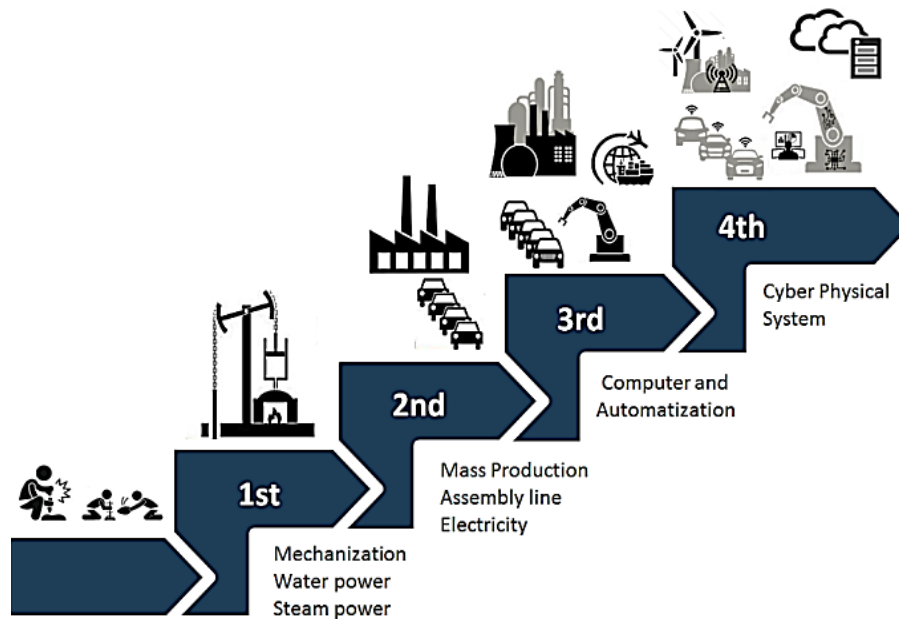 1st
Mechanization
Water power
Steam power
2nd
Mass Production
Assembly line
Electricity
3rd
Computer and
Automatization
4th
Cyber Physical
System